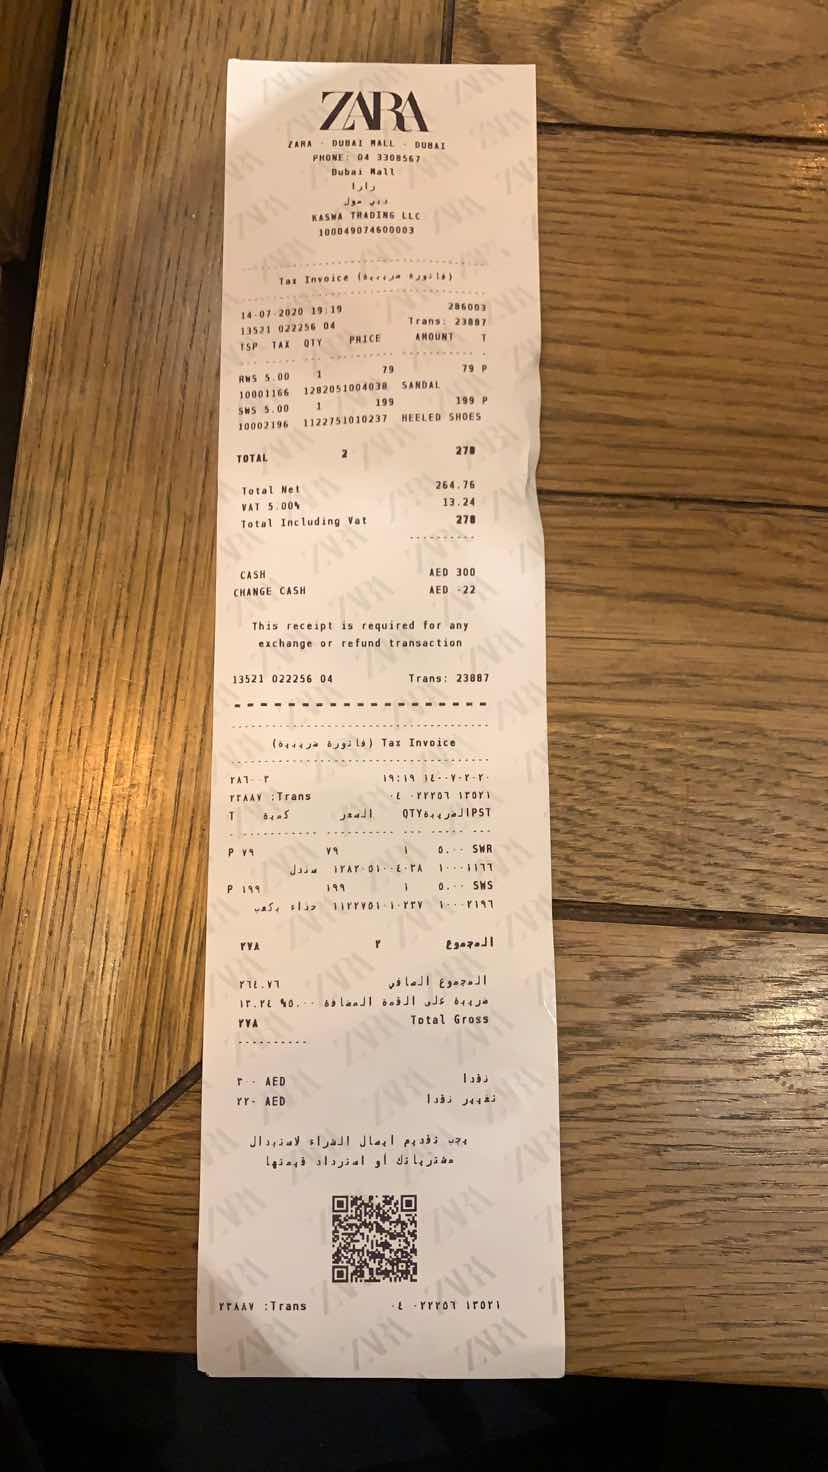 ZARA
ZARA - DUBAI MALL - DUBAI
PHONE: 04 3308567
Dubai Mall
زارا
دبي مول
KASWA TRADING LLC
100049074600003
Tax Invoice (فاتورة ضريبية)
14-07-2020 19:19 286003
13521 022256 04 Trans: 23887
TSP TAX QTY PRICE AMOUNT T
RWS 5.00 1 79 79 P
10001166 1282051004038 SANDAL
SWS 5.00 1 199 199 P
10002196 1122751010237 HEELED SHOES
TOTAL 2 278
Total Net 264.76
VAT 5.00% 13.24
Total Including Vat 278
CASH AED 300
CHANGE CASH AED -22
This receipt is required for any
exchange or refund transaction
13521 022256 04 Trans: 23887
(فاتورة ضريبية) Tax Invoice
٢٨٦٠٠٣ ١٩:١٩ ١٤-٠٧-٢٠٢٠
٢٣٨٨٧ :Trans ٠٤ ٠٢٢٢٥٦ ١٣٥٢١
T كمية السعر QTYالضريبةPST
P ٧٩ ٧٩ ١ ٥.٠٠ SWR
صندل ١٢٨٢٠٥١٠٠٤٠٣٨ ١٠٠٠١١٦٦
P ١٩٩ ١٩٩ ١ ٥.٠٠ SWS
حذاء بكعب ١١٢٢٧٥١٠١٠٢٣٧ ١٠٠٠٢١٩٦
المجموع ٢ ٢٧٨
المجموع الصافي ٢٦٤.٧٦
ضريبة على القمة المضافة ٥.٠٠% ١٣.٢٤
٢٧٨ Total Gross
نقدا ٣٠٠ AED
تغيير نقدا ٢٢- AED
يجب تقديم ايصال الشراء لاستبدال
مشترياتك أو استرداد قيمتها
٢٣٨٨٧ :Trans ٠٤ ٠٢٢٢٥٦ ١٣٥٢١